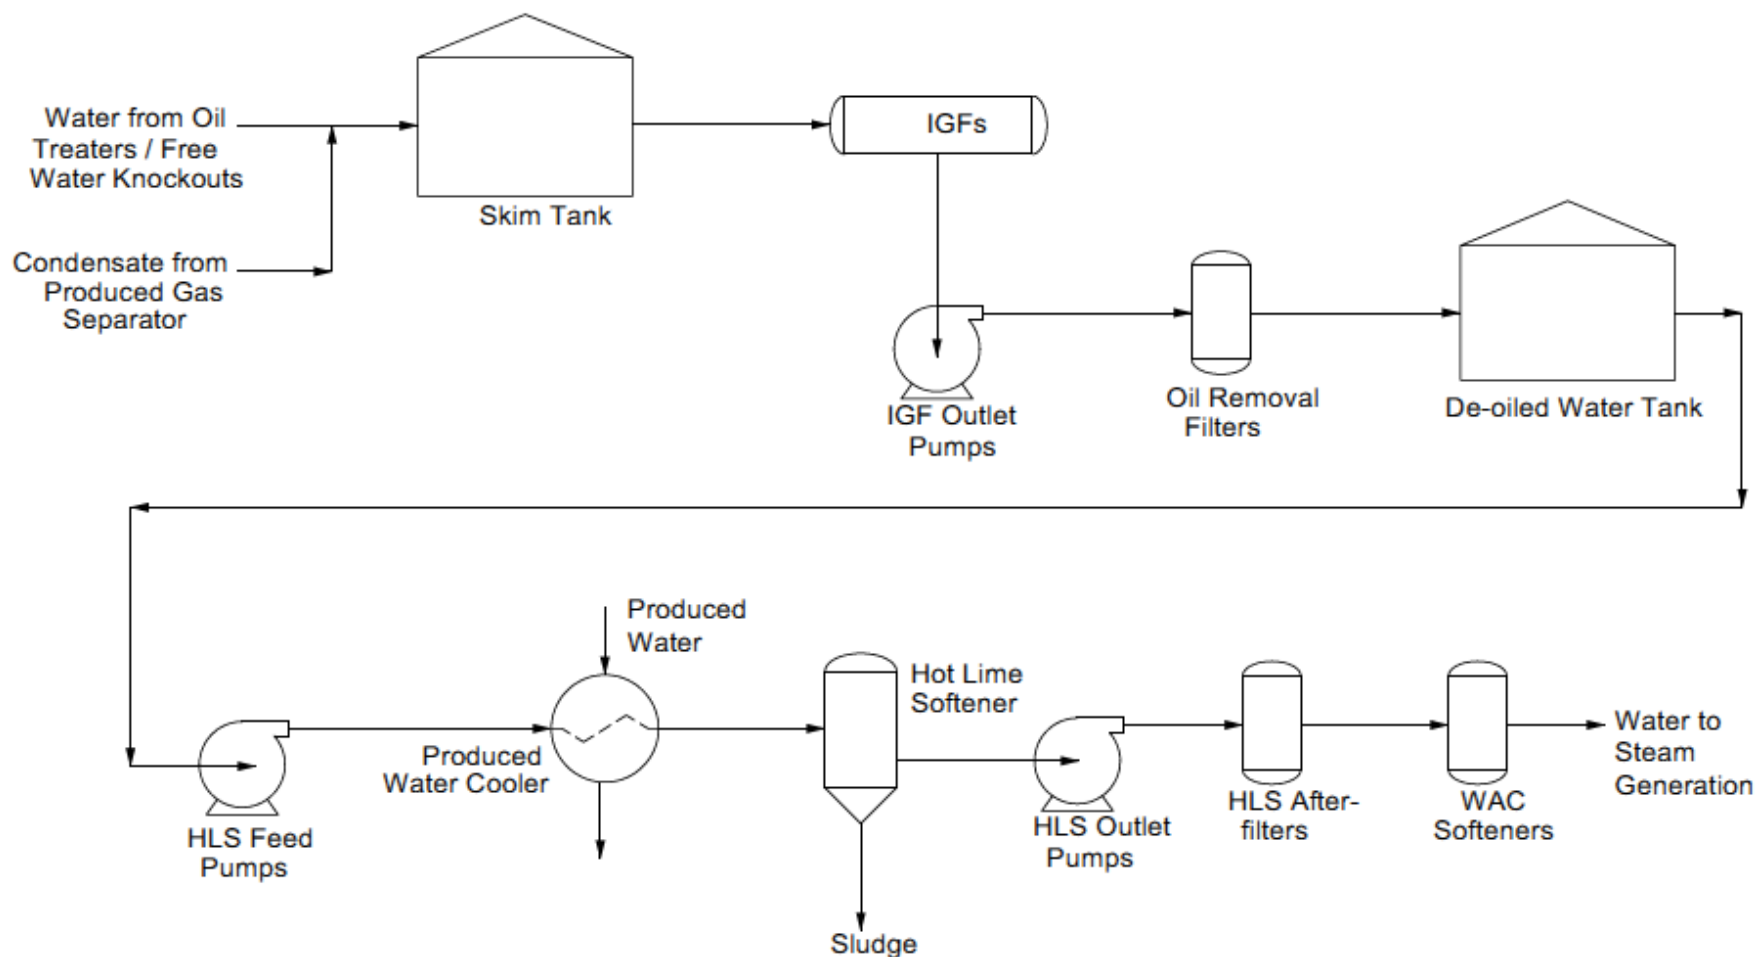 Water from Oil
Treaters / Free
Water Knockouts
IGFs
Skim Tank
Condensate from
Produced Gas
Separator
IGF Outlet
Pumps
Oil Removal
Filters
De-oiled Water Tank
Produced
Water
Hot Lime
Softener
Produced
Water Cooler
HLS Feed
Pumps
HLS Outlet
Pumps
HLS After-
filters
WAC
Softeners
Water to
Steam
Generation
Sludge